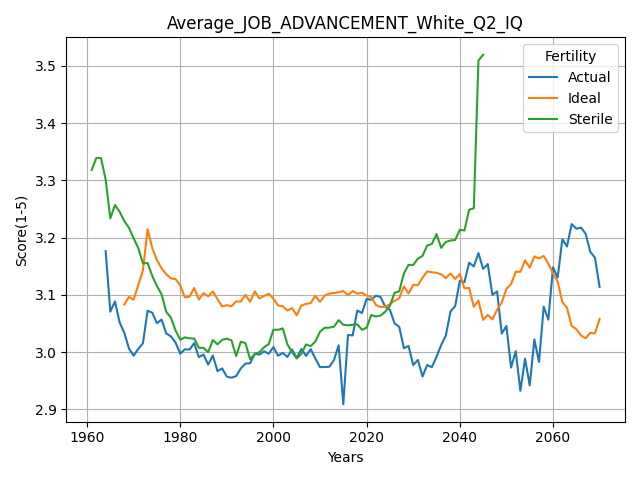 Average_JOB_ADVANCEMENT_White_Q2_IQ
Fertility
Actual
Ideal
Sterile
Score(1-5)
3.5
3.4
3.3
3.2
3.1
3.0
2.9
1960 1980 2000 2020 2040 2060
Years